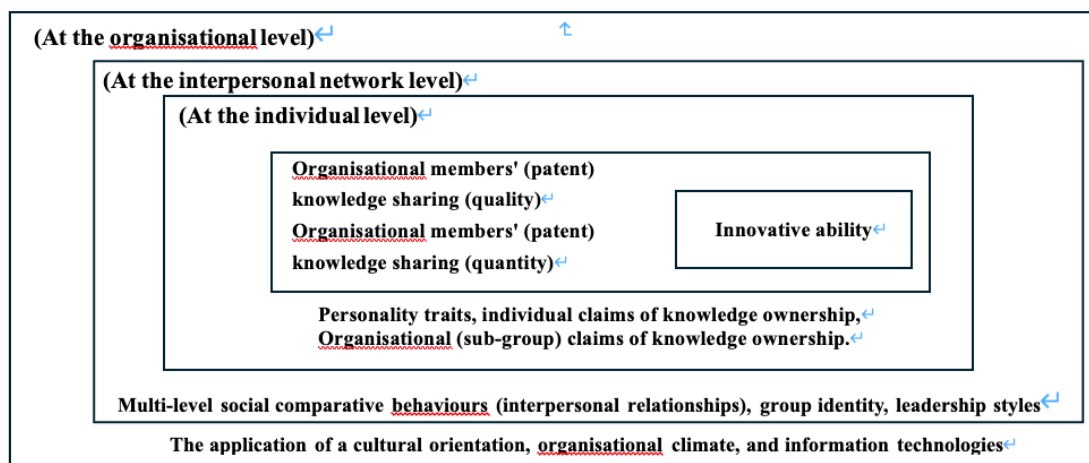 (At the organisational level)
(At the interpersonal network level)
(At the individual level)
Organisational members' (patent)
knowledge sharing (quality)
Organisational members' (patent)
knowledge sharing (quantity)
Innovative ability
Personality traits, individual claims of knowledge ownership,
Organisational (sub-group) claims of knowledge ownership.
Multi-level social comparative behaviours (interpersonal relationships), group identity, leadership styles
The application of a cultural orientation, organisational climate, and information technologies